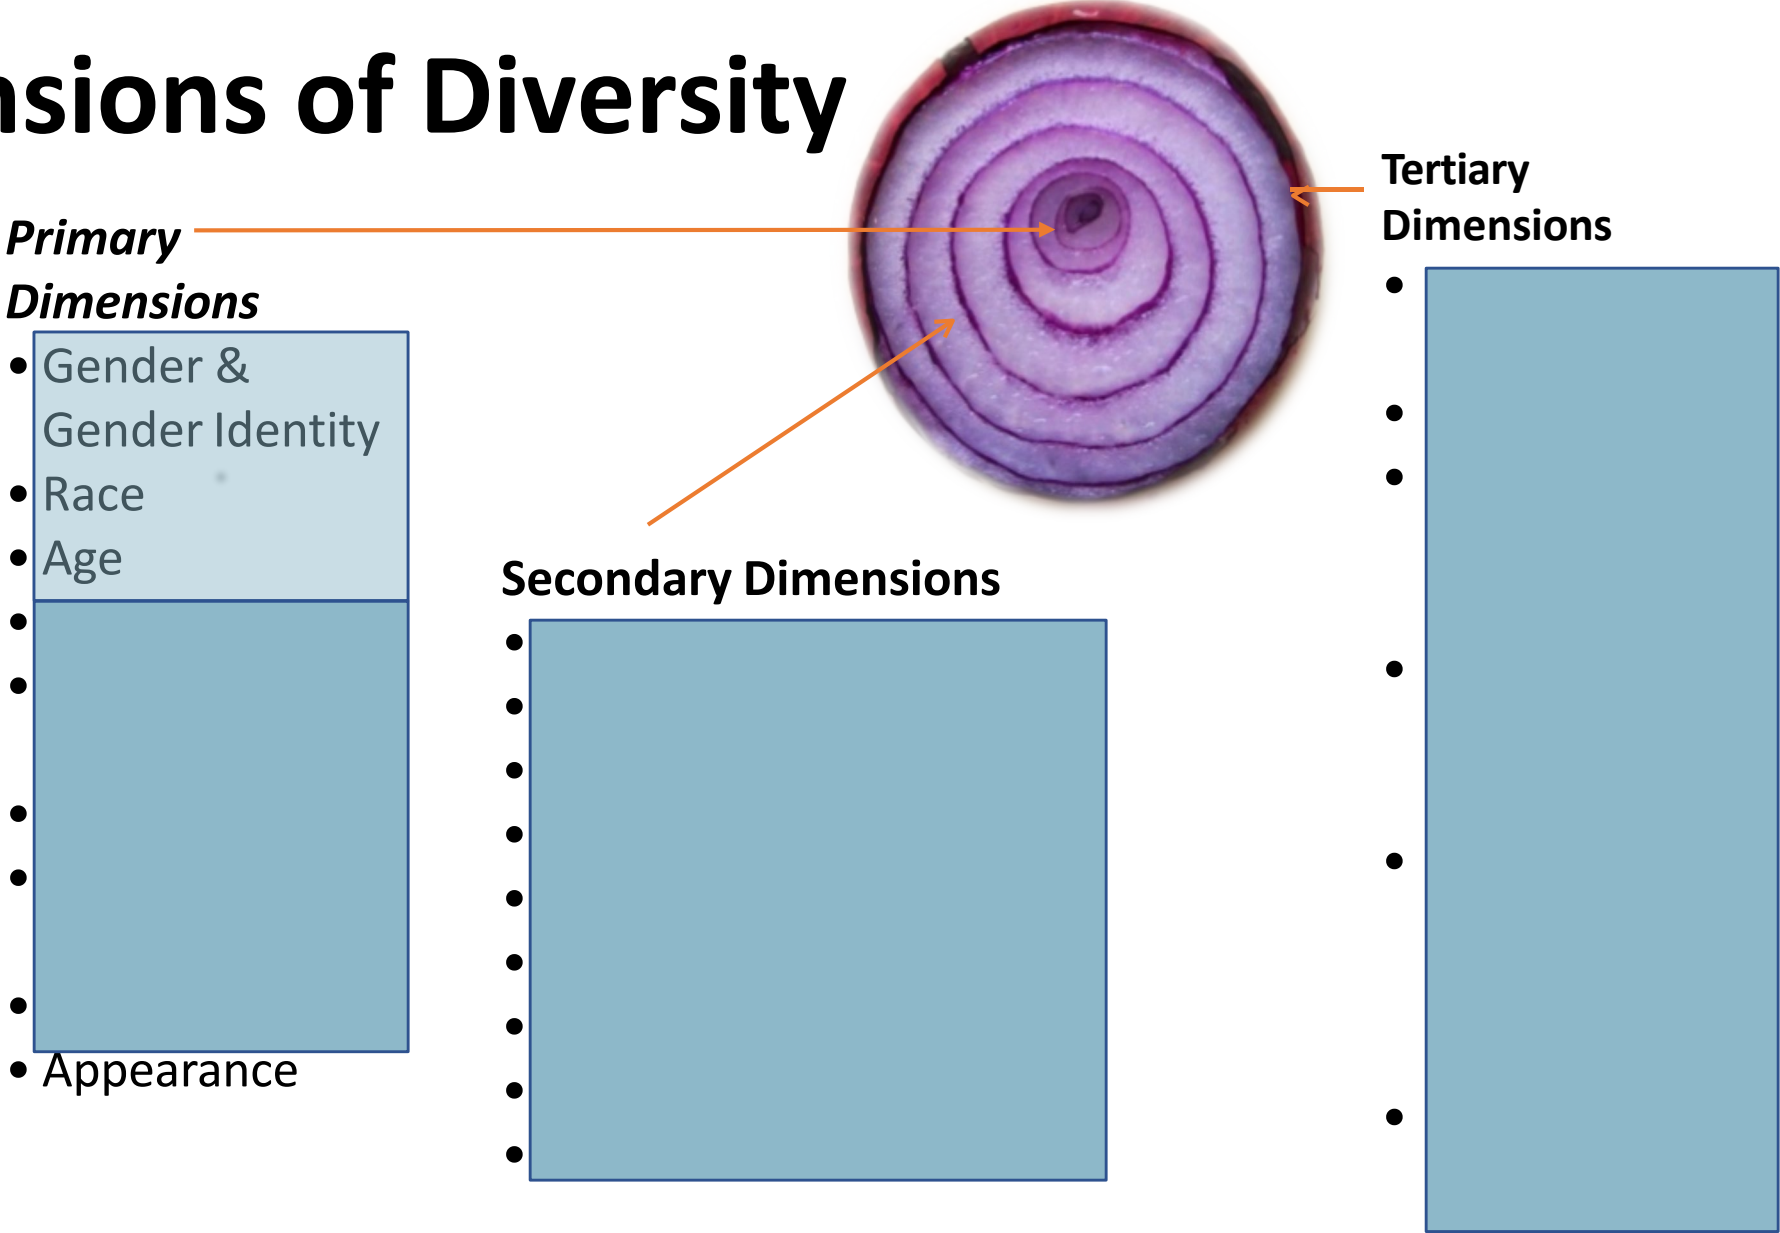 nsions of Diversity
Primary
Dimensions
• Gender &
Gender Identity
• Race
• Age
•
•
•
•
•
• Appearance
Secondary Dimensions
•
•
•
•
•
•
•
•
•
Tertiary
Dimensions
•
•
•
•
•
•